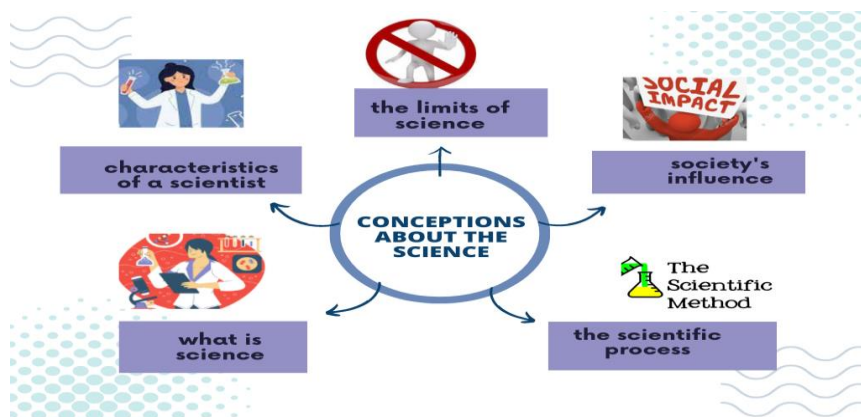 the limits of
science
SOCIAL
IMPACT
characteristics
of a scientist
society's
influence
CONCEPTIONS
ABOUT THE
SCIENCE
The
Scientific
Method
what is
science
the scientific
process